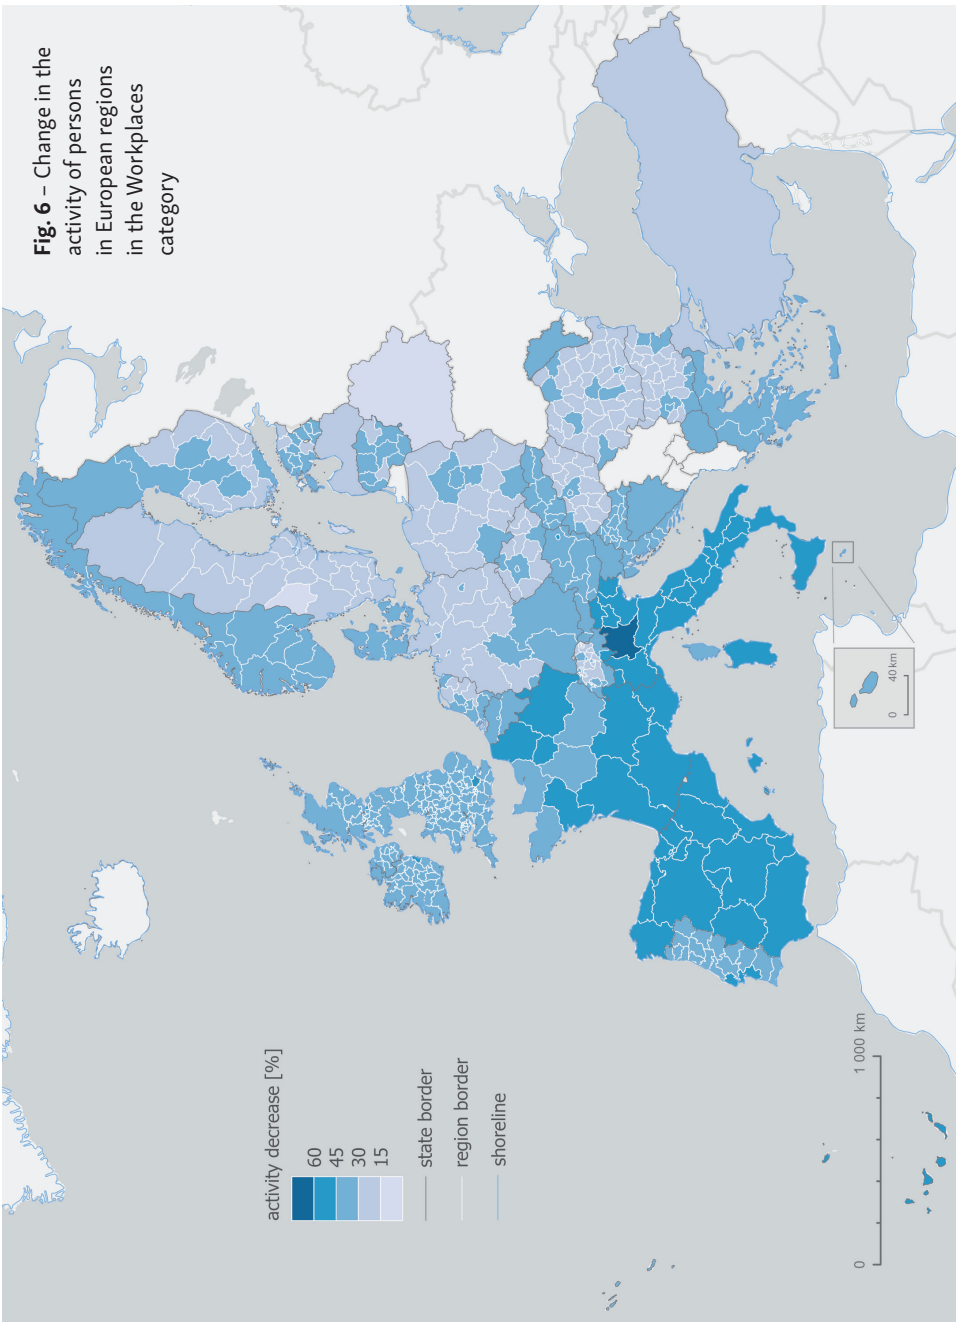 Fig. 6 – Change in the
activity of persons
in European regions
in the Workplaces
category
activity decrease [%]
60
45
30
15
state border
region border
shoreline
0 1 000 km
0 40 km